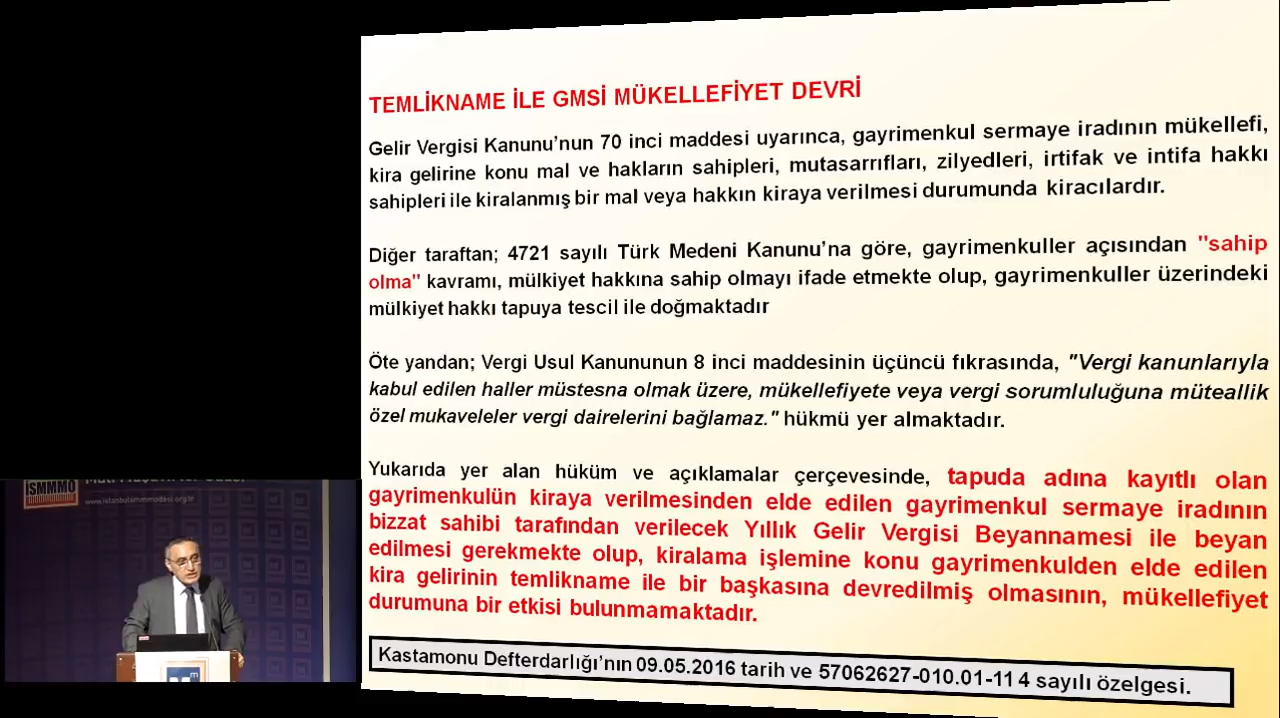 TEMLİKNAME İLE GMSİ MÜKELLEFİYET DEVRİ
Gelir Vergisi Kanunu’nun 70 inci maddesi uyarınca, gayrimenkul sermaye iradının mükellefi,
kira gelirine konu mal ve hakların sahipleri, mutasarrıfları, zilyedleri, irtifak ve intifa hakkı
sahipleri ile kiralanmış bir mal veya hakkın kiraya verilmesi durumunda kiracılardır.
Diğer taraftan; 4721 sayılı Türk Medeni Kanunu’na göre, gayrimenkuller açısından "sahip
olma" kavramı, mülkiyet hakkına sahip olmayı ifade etmekte olup, gayrimenkuller üzerindeki
mülkiyet hakkı tapuya tescil ile doğmaktadır
Öte yandan; Vergi Usul Kanununun 8 inci maddesinin üçüncü fıkrasında, "Vergi kanunlarıyla
kabul edilen haller müstesna olmak üzere, mükellefiyete veya vergi sorumluluğuna müteallik
özel mukaveleler vergi dairelerini bağlamaz." hükmü yer almaktadır.
Yukarıda yer alan hüküm ve açıklamalar çerçevesinde, tapuda adına kayıtlı olan
gayrimenkulün kiraya verilmesinden elde edilen gayrimenkul sermaye iradının
bizzat sahibi tarafından verilecek Yıllık Gelir Vergisi Beyannamesi ile beyan
edilmesi gerekmekte olup, kiralama işlemine konu gayrimenkulden elde edilen
kira gelirinin temlikname ile bir başkasına devredilmiş olmasının, mükellefiyet
durumuna bir etkisi bulunmamaktadır.
Kastamonu Defterdarlığı’nın 09.05.2016 tarih ve 57062627-010.01-11 4 sayılı özelgesi.
İSMMMO
www.istanbulsmmmodasi.org.tr